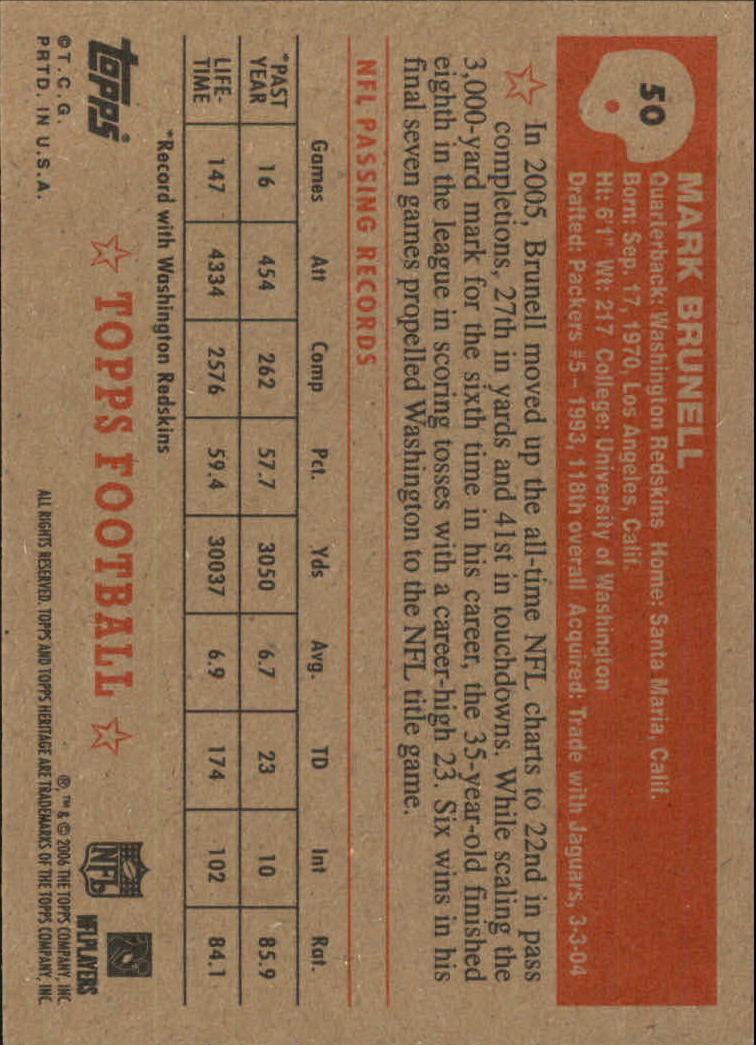 50
MARK BRUNELL
Quarterback: Washington Redskins Home: Santa Maria, Calif.
Born: Sep. 17, 1970, Los Angeles, Calif.
Ht: 6'1" Wt: 217 College: University of Washington
Drafted: Packers #5 – 1993, 118th overall Acquired: Trade with Jaguars, 3-3-04
In 2005, Brunell moved up the all-time NFL charts to 22nd in pass
completions, 27th in yards and 41st in touchdowns. While scaling the
3,000-yard mark for the sixth time in his career, the 35-year-old finished
eighth in the league in scoring tosses with a career-high 23. Six wins in his
final seven games propelled Washington to the NFL title game.
NFL PASSING RECORDS
Games Att Comp Pct. Yds Avg. TD Int Rat.
*PAST
YEAR 16 454 262 57.7 3050 6.7 23 10 85.9
LIFE-
TIME 147 4334 2576 59.4 30037 6.9 174 102 84.1
*Record with Washington Redskins
topps
TOPPS FOOTBALL
NFL
NFLPLAYERS
©T.C.G.
PRTD. IN U.S.A.
®, ™ & © 2006 THE TOPPS COMPANY, INC.
ALL RIGHTS RESERVED. TOPPS AND TOPPS HERITAGE ARE TRADEMARKS OF THE TOPPS COMPANY, INC.